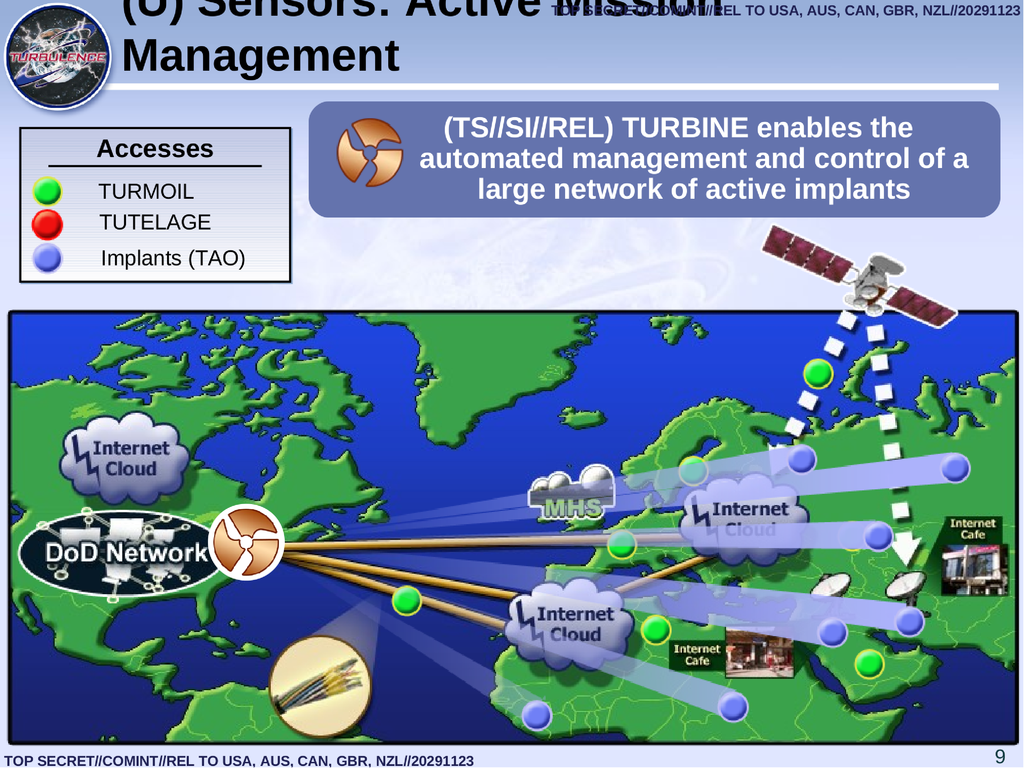 (U) Sensors: Active Mission
TOP SECRET//COMINT//REL TO USA, AUS, CAN, GBR, NZL//20291123
Management
TURBULENCE
(TS//SI//REL) TURBINE enables the
automated management and control of a
large network of active implants
Accesses
TURMOIL
TUTELAGE
Implants (TAO)
Internet
Cloud
MHS
Internet
Cloud
Internet
Cafe
DoD Network
Internet
Cloud
Internet
Cafe
TOP SECRET//COMINT//REL TO USA, AUS, CAN, GBR, NZL//20291123
9